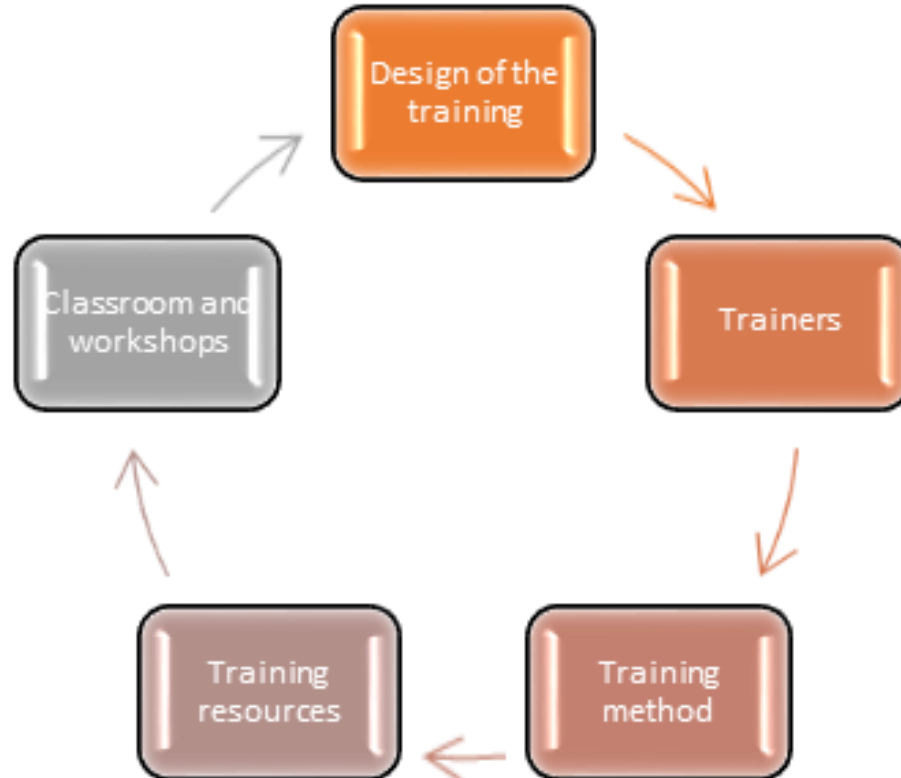 Design of the
training
Trainers
Training
method
Training
resources
Classroom and
workshops